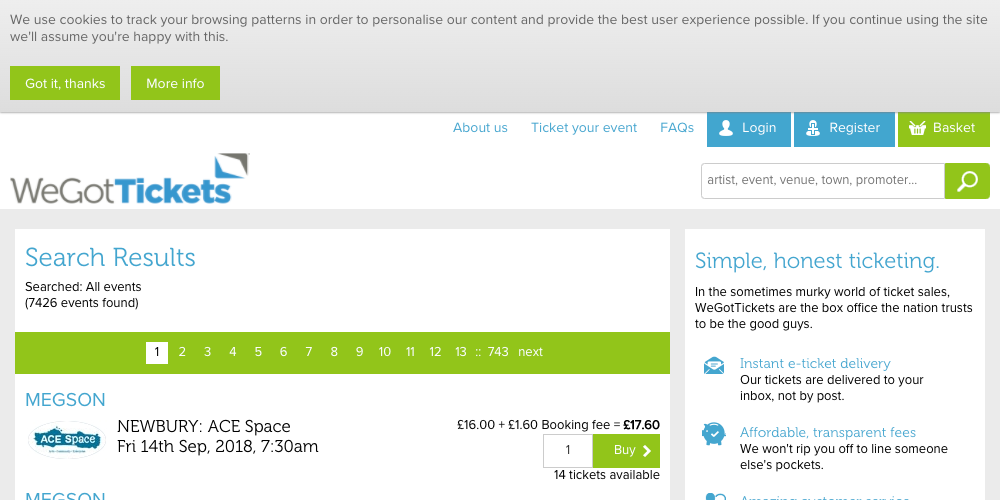 We use cookies to track your browsing patterns in order to personalise our content and provide the best user experience possible. If you continue using the site
we'll assume you're happy with this.
Got it, thanks More info
About us Ticket your event FAQs Login Register Basket
WeGotTickets
artist, event, venue, town, promoter...
Search Results
Searched: All events
(7426 events found)
1 2 3 4 5 6 7 8 9 10 11 12 13 :: 743 next
MEGSON
ACE Space
NEWBURY: ACE Space
Fri 14th Sep, 2018, 7:30am
£16.00 + £1.60 Booking fee = £17.60
1 Buy
14 tickets available
MEGSON
Simple, honest ticketing.
In the sometimes murky world of ticket sales,
WeGotTickets are the box office the nation trusts
to be the good guys.
Instant e-ticket delivery
Our tickets are delivered to your
inbox, not by post.
Affordable, transparent fees
We won't rip you off to line someone
else's pockets.
Amazing customer service